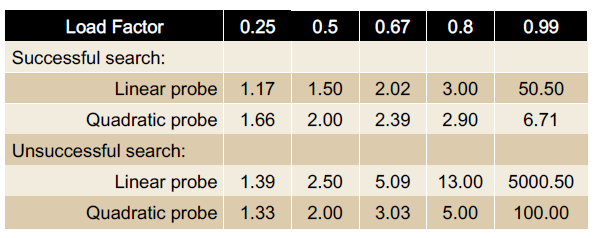 Load Factor 0.25 0.5 0.67 0.8 0.99
Successful search:
Linear probe 1.17 1.50 2.02 3.00 50.50
Quadratic probe 1.66 2.00 2.39 2.90 6.71
Unsuccessful search:
Linear probe 1.39 2.50 5.09 13.00 5000.50
Quadratic probe 1.33 2.00 3.03 5.00 100.00